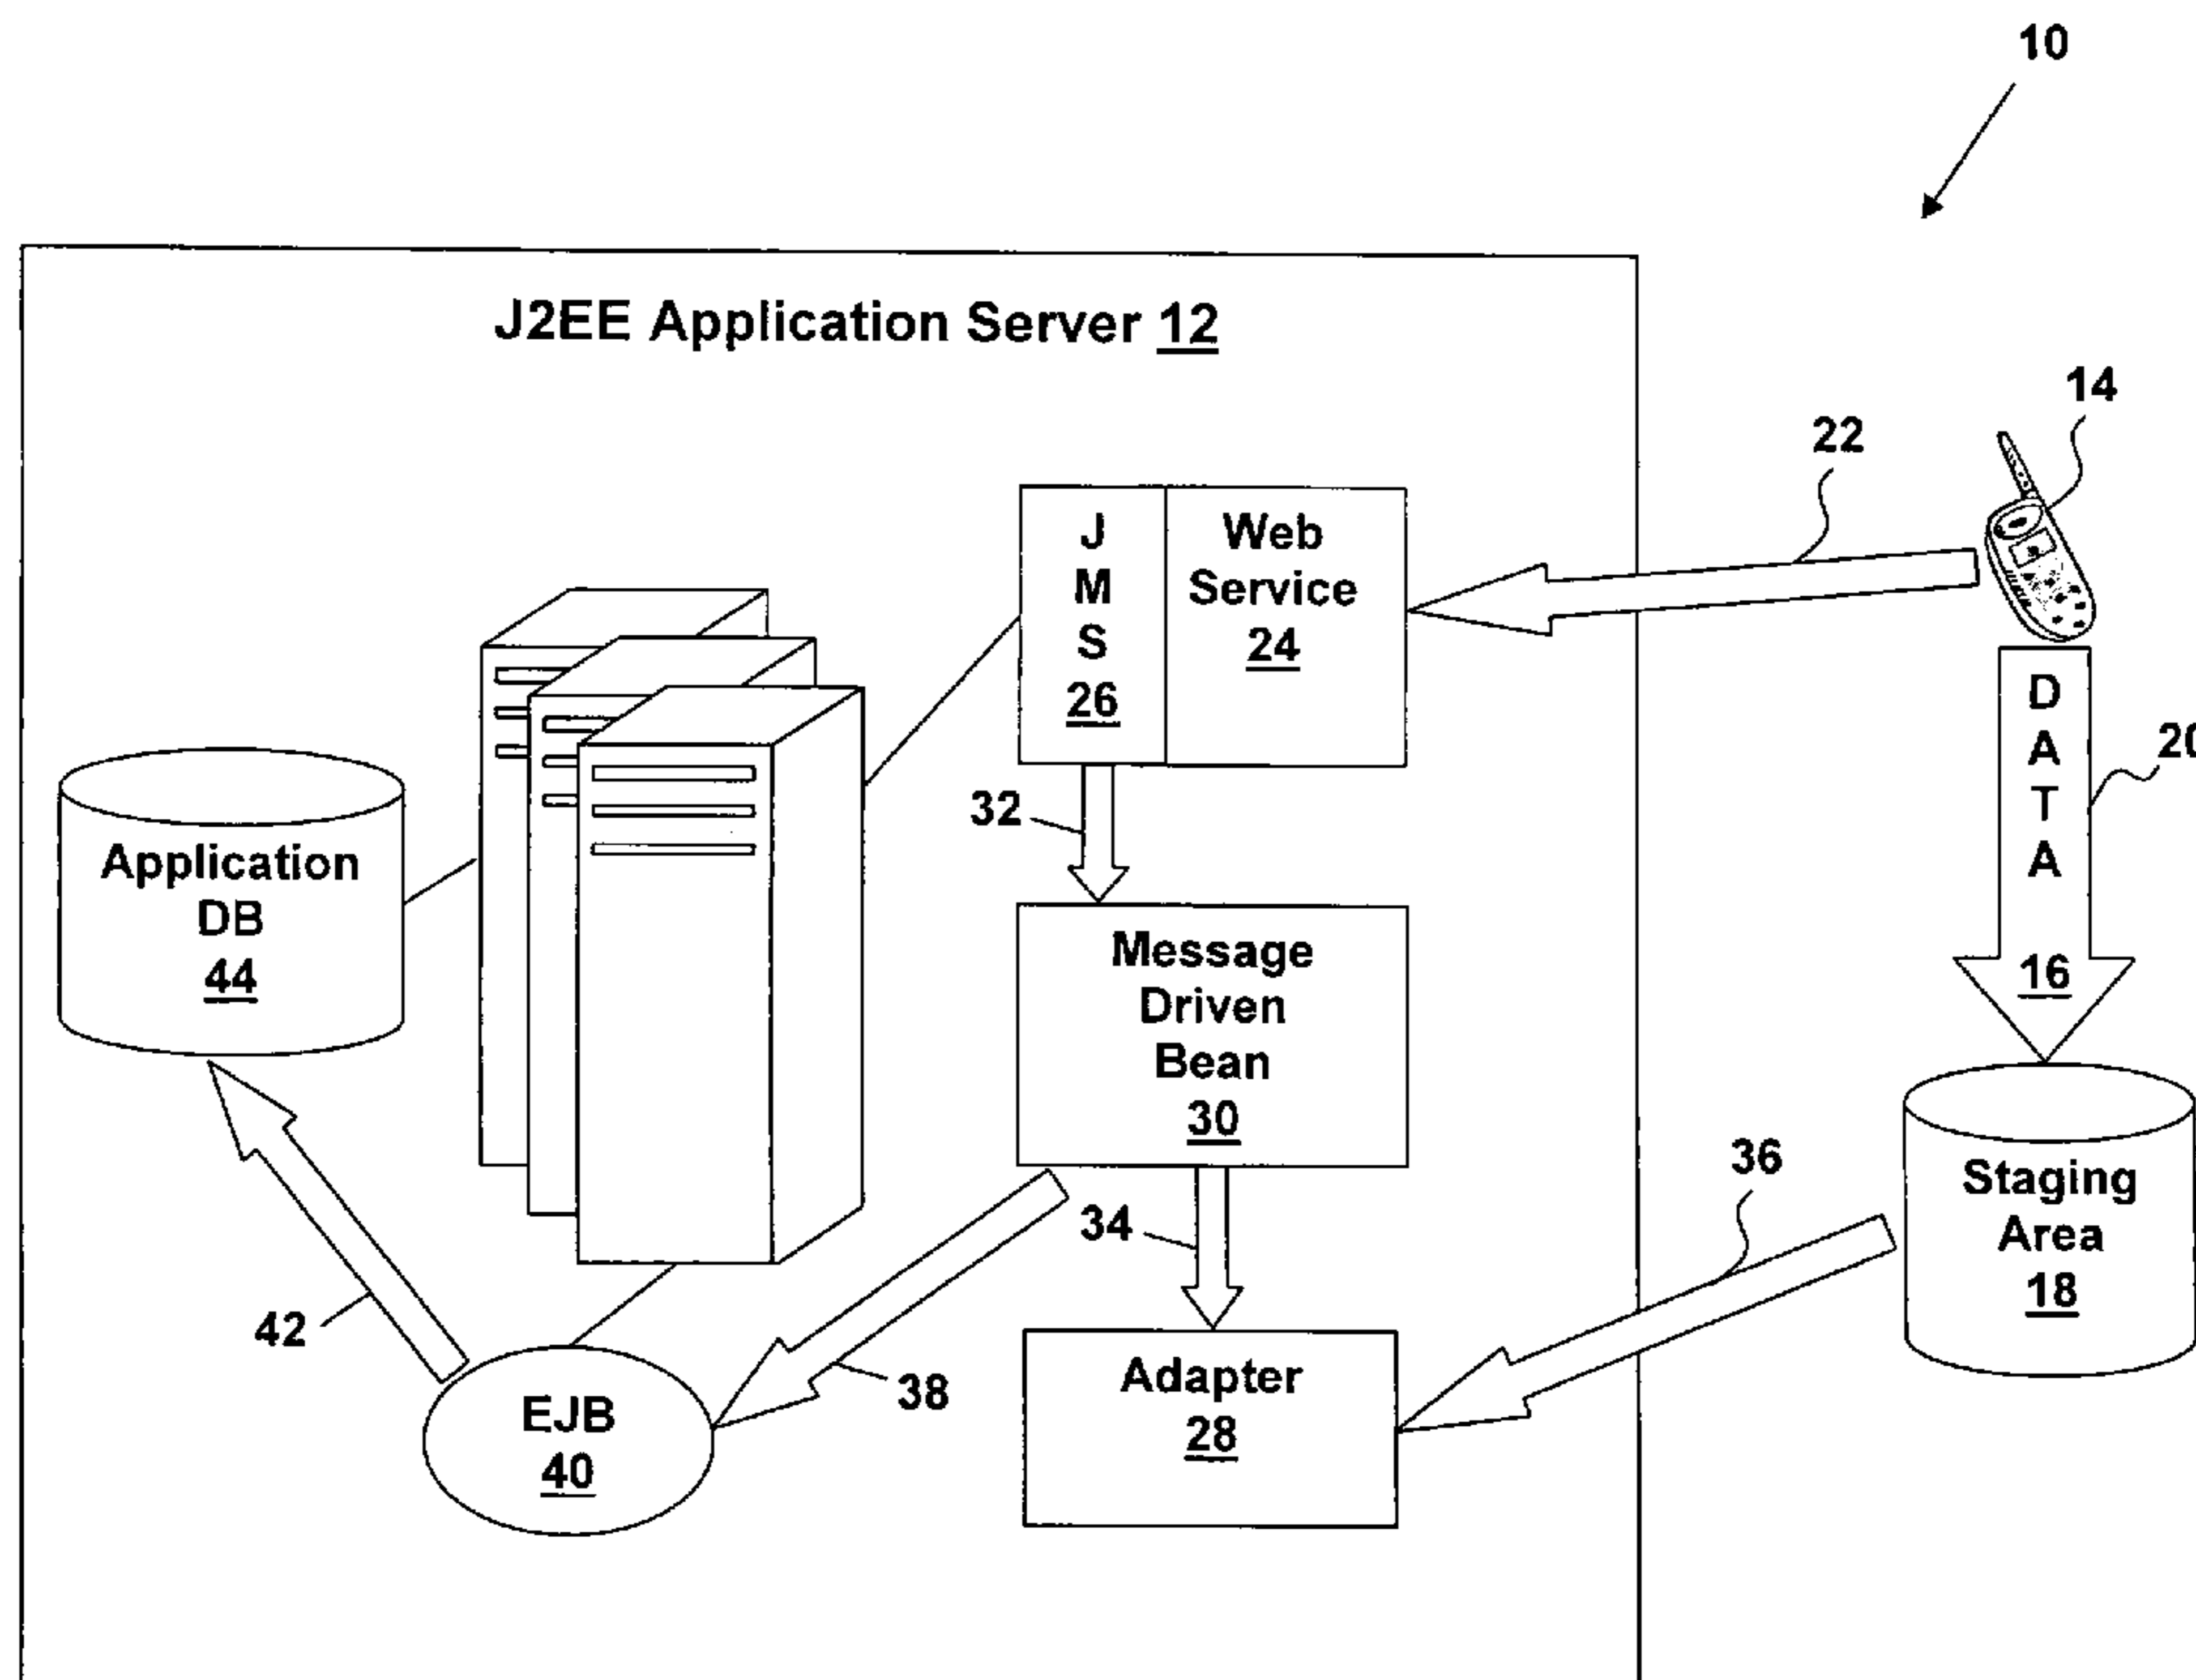 10
J2EE Application Server 12
14
22
J
M
S
26
Web
Service
24
D
A
T
A
16
20
32
Application
DB
44
Message
Driven
Bean
30
36
Staging
Area
18
34
42
38
EJB
40
Adapter
28